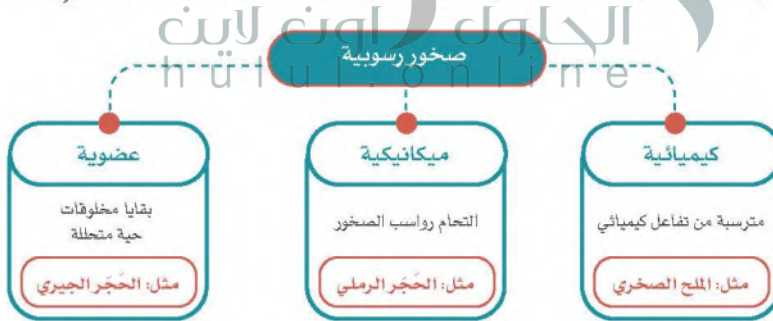 الحلول اون لاين
hulul.online
صخور رسوبية
كيميائية
مترسبة من تفاعل كيميائي
مثل: الملح الصخري
ميكانيكية
التحام رواسب الصخور
مثل: الحَجَر الرملي
عضوية
بقايا مخلوقات
حية متحللة
مثل: الحَجَر الجيري